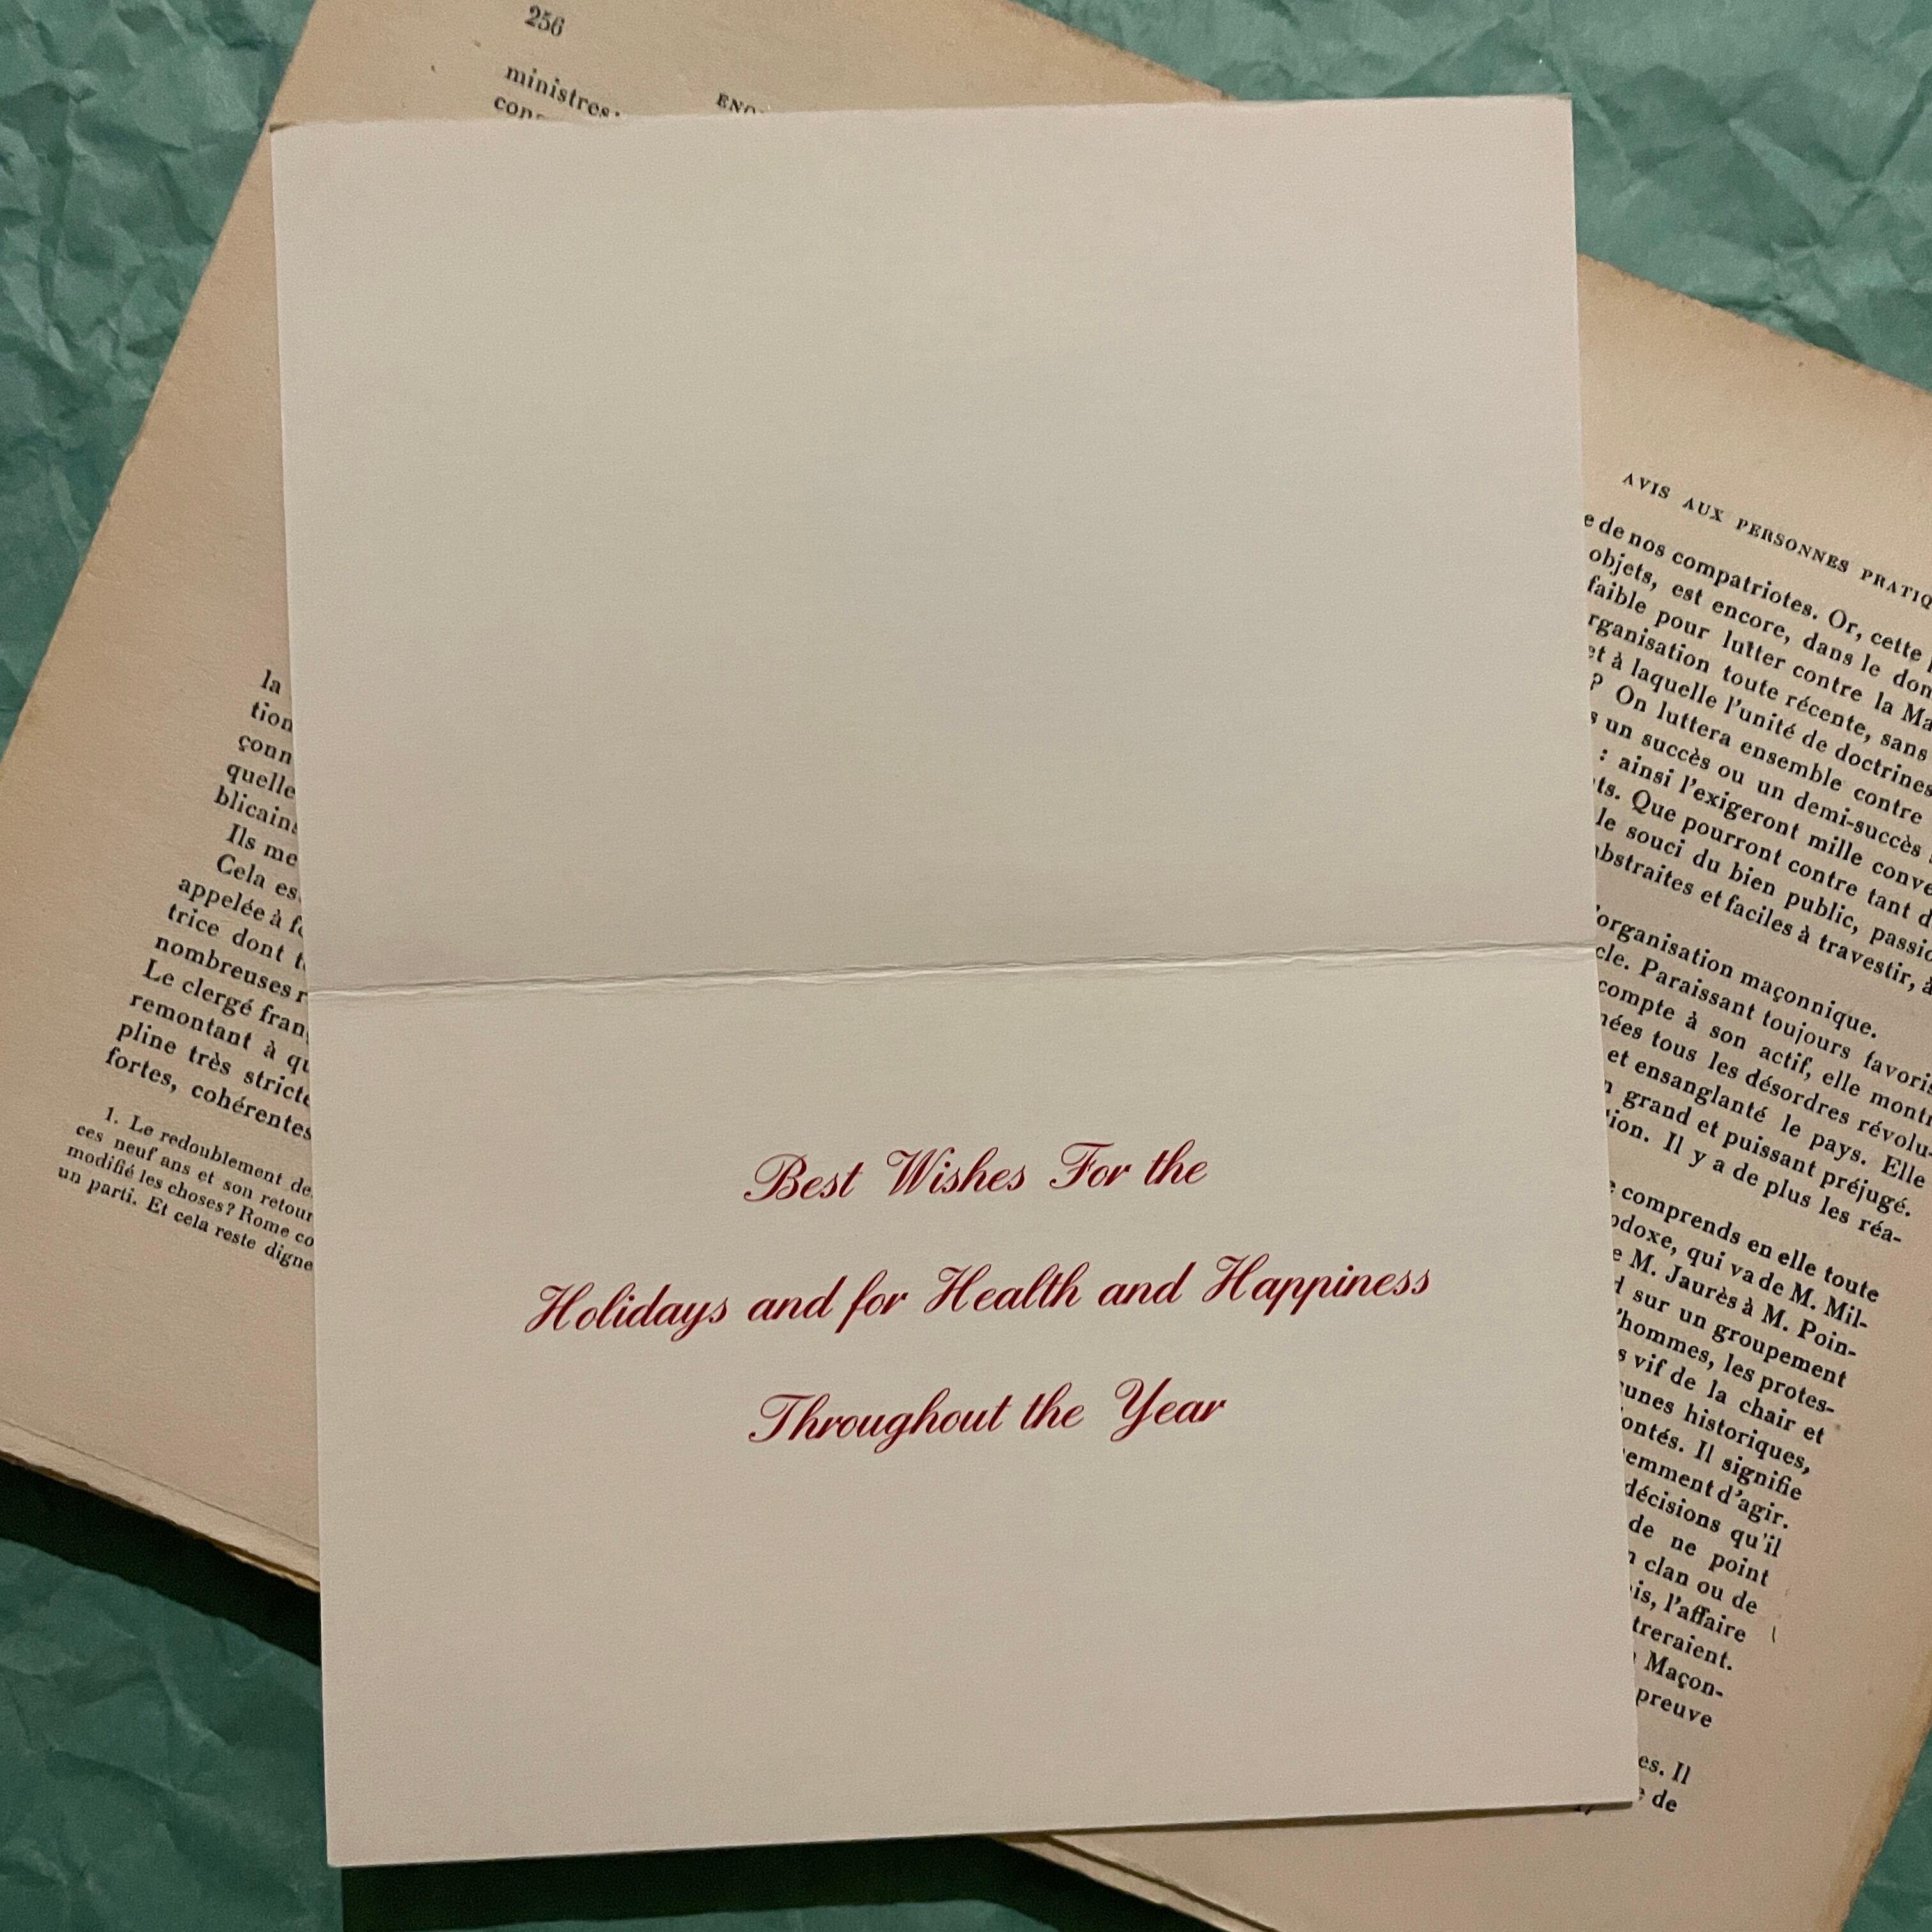 256
ministres
la
tion
çonn
quelle
blicains
Ils me
Cela es
appelée à fo
trice dont t
nombreuses r
Le clergé fran
remontant à qu
pline très stricte
fortes, cohérentes
1. Le redoublement de
ces neuf ans et son retour
modifié les choses? Rome co
un parti. Et cela reste digne
Best Wishes For the
Holidays and for Health and Happiness
Throughout the Year
AVIS AUX PERSONNES PRATIQ
e de nos compatriotes. Or, cette
objets, est encore, dans le dom
faible pour lutter contre la Ma
rganisation toute récente, sans
et à laquelle l'unité de doctrines
? On luttera ensemble contre
s un succès ou un demi-succès
: ainsi l'exigeront mille conve
ts. Que pourront contre tant d
le souci du bien public, passio
abstraites et faciles à travestir, à
'organisation maçonnique.
cle. Paraissant toujours favoris
compte à son actif, elle montr
nées tous les désordres révolu-
et ensanglanté le pays. Elle
n grand et puissant préjugé.
tion. Il y a de plus les réa-
e comprends en elle toute
odoxe, qui va de M. Mil-
e M. Jaurès à M. Poin-
d sur un groupement
'hommes, les protes-
s vif de la chair et
unes historiques,
ontés. Il signifie
emment d'agir.
décisions qu'il
de ne point
n clan ou de
is, l'affaire
treraient.
Maçon-
preuve
es. Il
e de